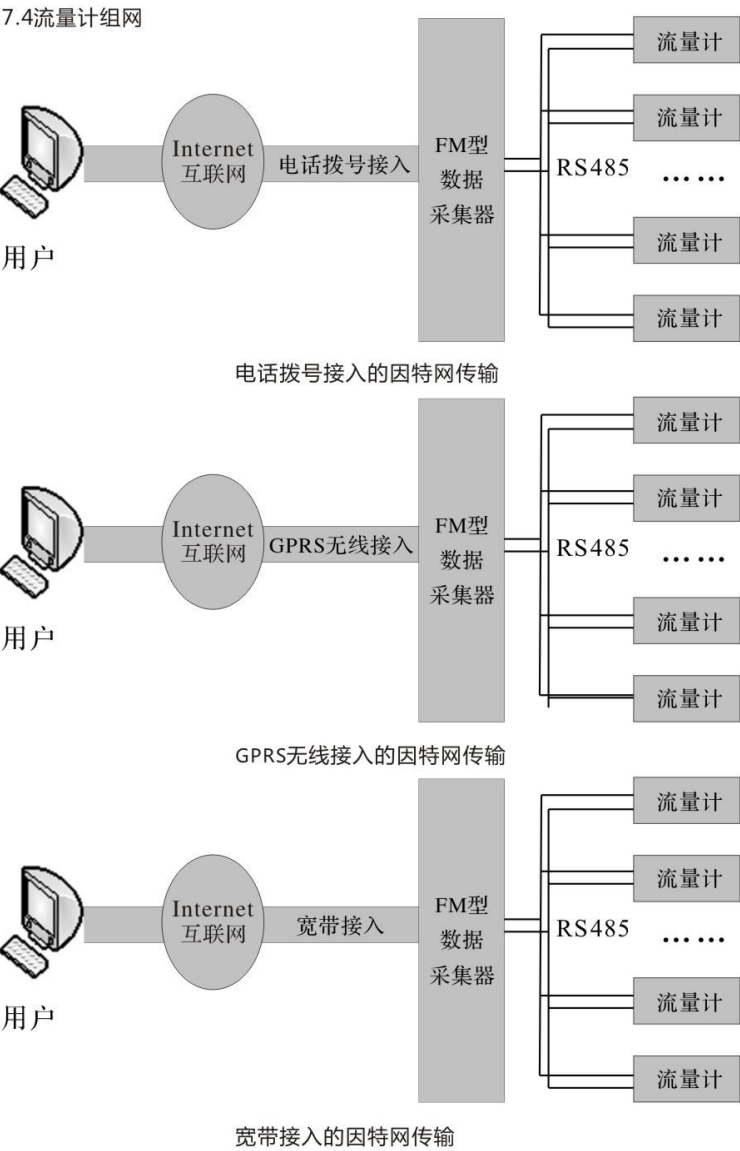 7.4流量计组网
流量计
流量计
Internet
互联网
电话拨号接入
FM型
数据
采集器
RS485
……
用户
流量计
流量计
电话拨号接入的因特网传输
流量计
流量计
Internet
互联网
GPRS无线接入
FM型
数据
采集器
RS485
……
用户
流量计
流量计
GPRS无线接入的因特网传输
流量计
流量计
Internet
互联网
宽带接入
FM型
数据
采集器
RS485
……
用户
流量计
流量计
宽带接入的因特网传输